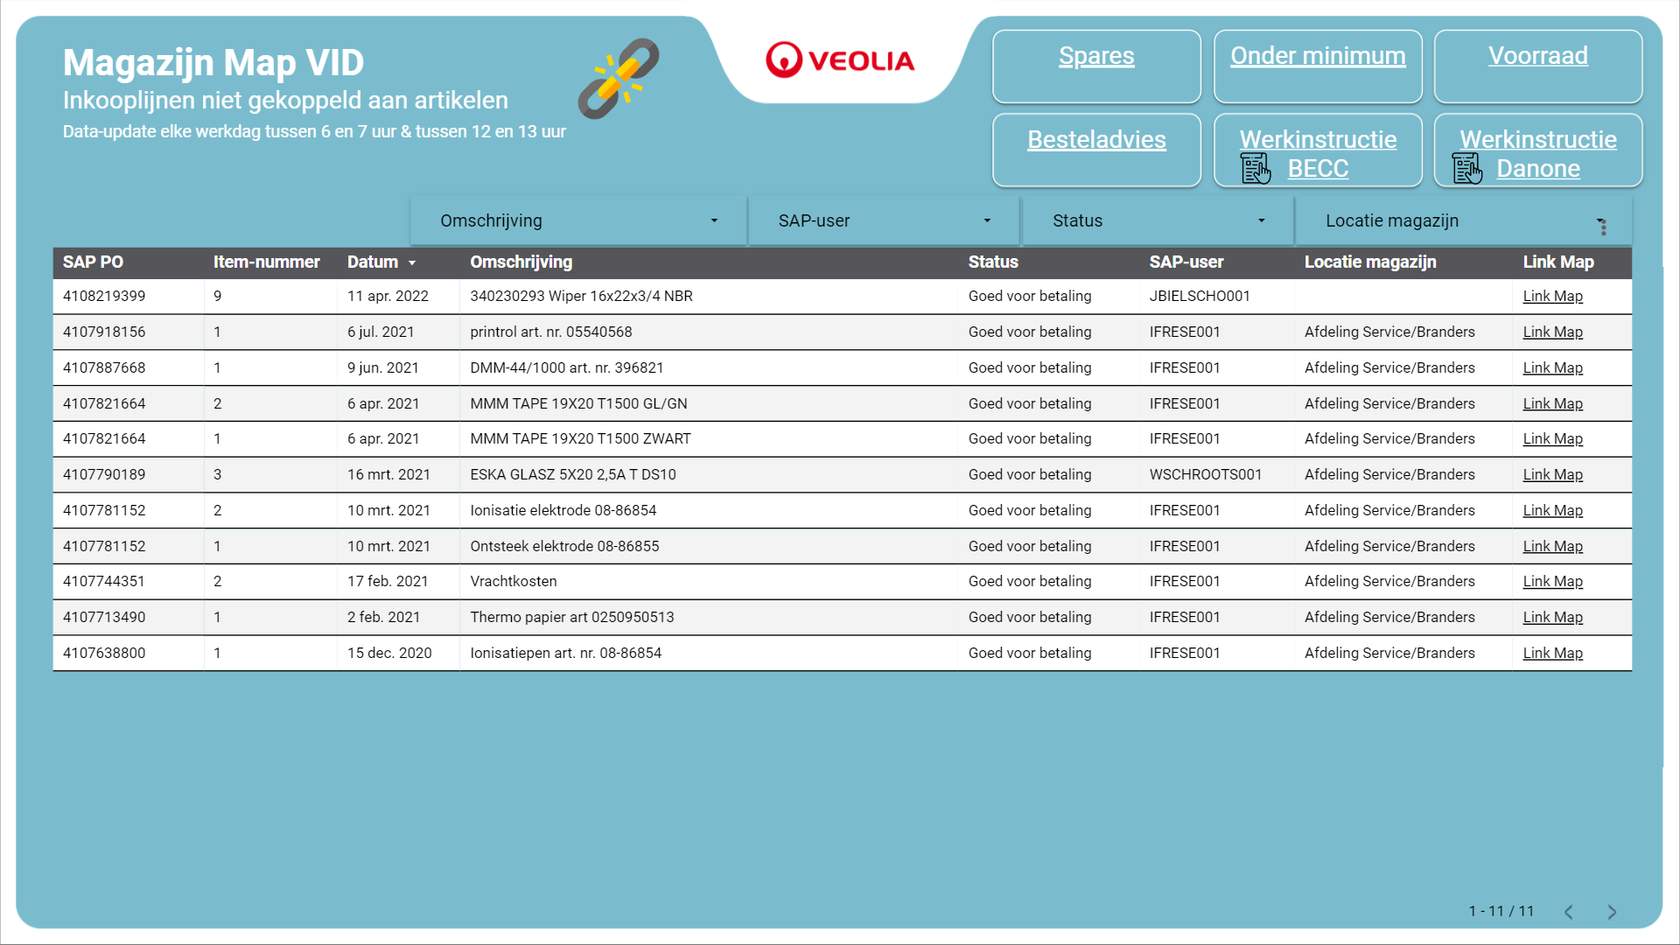 Magazijn Map VID
Inkooplijnen niet gekoppeld aan artikelen
Data-update elke werkdag tussen 6 en 7 uur & tussen 12 en 13 uur
VEOLIA
Spares
Onder minimum
Voorraad
Besteladvies
Werkinstructie
BECC
Werkinstructie
Danone
Omschrijving SAP-user Status Locatie magazijn
SAP PO Item-nummer Datum Omschrijving Status SAP-user Locatie magazijn Link Map
4108219399 9 11 apr. 2022 340230293 Wiper 16x22x3/4 NBR Goed voor betaling JBIELSCHO001 Link Map
4107918156 1 6 jul. 2021 printrol art. nr. 05540568 Goed voor betaling IFRESE001 Afdeling Service/Branders Link Map
4107887668 1 9 jun. 2021 DMM-44/1000 art. nr. 396821 Goed voor betaling IFRESE001 Afdeling Service/Branders Link Map
4107821664 2 6 apr. 2021 MMM TAPE 19X20 T1500 GL/GN Goed voor betaling IFRESE001 Afdeling Service/Branders Link Map
4107821664 1 6 apr. 2021 MMM TAPE 19X20 T1500 ZWART Goed voor betaling IFRESE001 Afdeling Service/Branders Link Map
4107790189 3 16 mrt. 2021 ESKA GLASZ 5X20 2,5A T DS10 Goed voor betaling WSCHROOTS001 Afdeling Service/Branders Link Map
4107781152 2 10 mrt. 2021 Ionisatie elektrode 08-86854 Goed voor betaling IFRESE001 Afdeling Service/Branders Link Map
4107781152 1 10 mrt. 2021 Ontsteek elektrode 08-86855 Goed voor betaling IFRESE001 Afdeling Service/Branders Link Map
4107744351 2 17 feb. 2021 Vrachtkosten Goed voor betaling IFRESE001 Afdeling Service/Branders Link Map
4107713490 1 2 feb. 2021 Thermo papier art 0250950513 Goed voor betaling IFRESE001 Afdeling Service/Branders Link Map
4107638800 1 15 dec. 2020 Ionisatiepen art. nr. 08-86854 Goed voor betaling IFRESE001 Afdeling Service/Branders Link Map
1 - 11 / 11